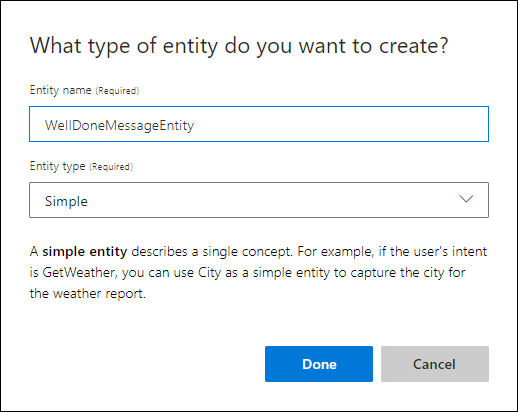 What type of entity do you want to create?
Entity name (Required)
WellDoneMessageEntity
Entity type (Required)
Simple
A simple entity describes a single concept. For example, if the user's intent
is GetWeather, you can use City as a simple entity to capture the city for
the weather report.
Done Cancel